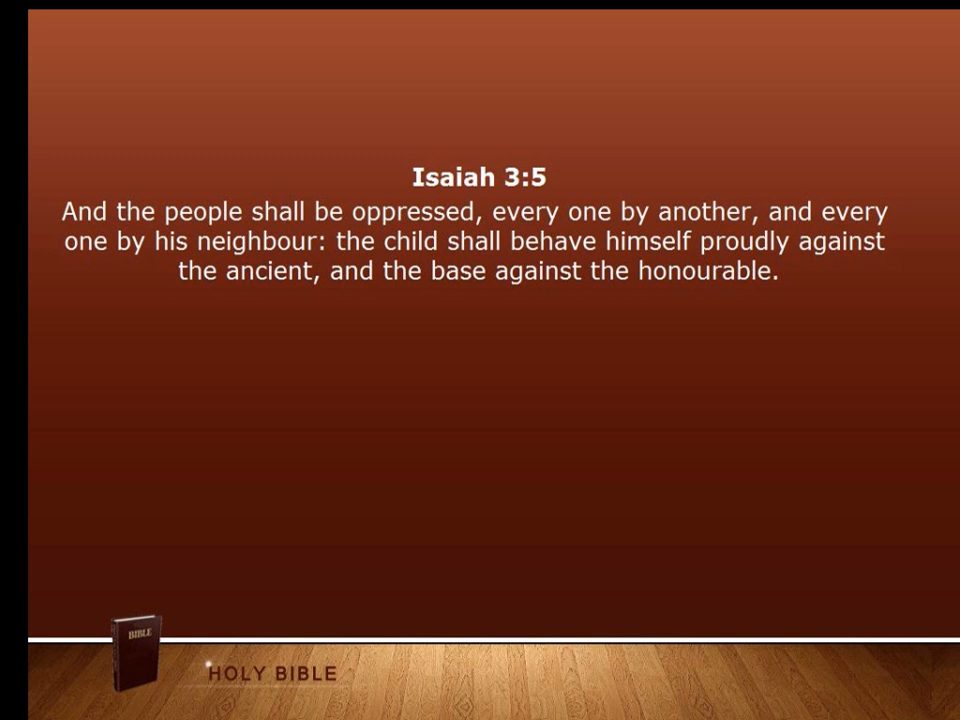 Isaiah 3:5
And the people shall be oppressed, every one by another, and every
one by his neighbour: the child shall behave himself proudly against
the ancient, and the base against the honourable.
BIBLE
HOLY BIBLE